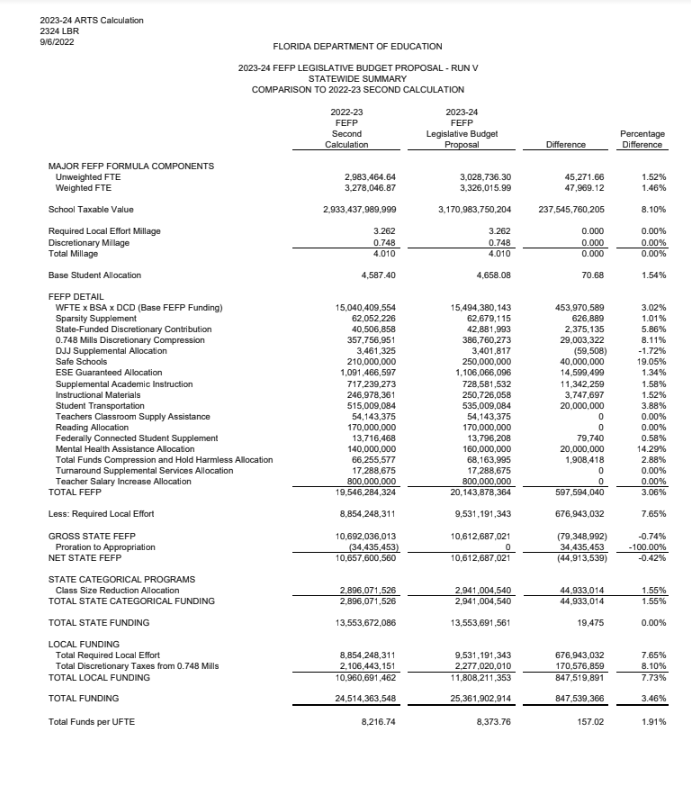 2023-24 ARTS Calculation
2324 LBR
9/6/2022
FLORIDA DEPARTMENT OF EDUCATION
2023-24 FEFP LEGISLATIVE BUDGET PROPOSAL - RUN V
STATEWIDE SUMMARY
COMPARISON TO 2022-23 SECOND CALCULATION
2022-23 2023-24
FEFP FEFP
Second Legislative Budget Percentage
Calculation Proposal Difference Difference
MAJOR FEFP FORMULA COMPONENTS
Unweighted FTE 2,983,464.64 3,028,736.30 45,271.66 1.52%
Weighted FTE 3,278,046.87 3,326,015.99 47,969.12 1.46%
School Taxable Value 2,933,437,989,999 3,170,983,750,204 237,545,760,205 8.10%
Required Local Effort Millage 3.262 3.262 0.000 0.00%
Discretionary Millage 0.748 0.748 0.000 0.00%
Total Millage 4.010 4.010 0.000 0.00%
Base Student Allocation 4,587.40 4,658.08 70.68 1.54%
FEFP DETAIL
WFTE x BSA x DCD (Base FEFP Funding) 15,040,409,554 15,494,380,143 453,970,589 3.02%
Sparsity Supplement 62,052,226 62,679,115 626,889 1.01%
State-Funded Discretionary Contribution 40,506,858 42,881,993 2,375,135 5.86%
0.748 Mills Discretionary Compression 357,756,951 386,760,273 29,003,322 8.11%
DJJ Supplemental Allocation 3,461,325 3,401,817 (59,508) -1.72%
Safe Schools 210,000,000 250,000,000 40,000,000 19.05%
ESE Guaranteed Allocation 1,091,466,597 1,106,066,096 14,599,499 1.34%
Supplemental Academic Instruction 717,239,273 728,581,532 11,342,259 1.58%
Instructional Materials 246,978,361 250,726,058 3,747,697 1.52%
Student Transportation 515,009,084 535,009,084 20,000,000 3.88%
Teachers Classroom Supply Assistance 54,143,375 54,143,375 0 0.00%
Reading Allocation 170,000,000 170,000,000 0 0.00%
Federally Connected Student Supplement 13,716,468 13,796,208 79,740 0.58%
Mental Health Assistance Allocation 140,000,000 160,000,000 20,000,000 14.29%
Total Funds Compression and Hold Harmless Allocation 66,255,577 68,163,995 1,908,418 2.88%
Turnaround Supplemental Services Allocation 17,288,675 17,288,675 0 0.00%
Teacher Salary Increase Allocation 800,000,000 800,000,000 0 0.00%
TOTAL FEFP 19,546,284,324 20,143,878,364 597,594,040 3.06%
Less: Required Local Effort 8,854,248,311 9,531,191,343 676,943,032 7.65%
GROSS STATE FEFP 10,692,036,013 10,612,687,021 (79,348,992) -0.74%
Proration to Appropriation (34,435,453) 0 34,435,453 -100.00%
NET STATE FEFP 10,657,600,560 10,612,687,021 (44,913,539) -0.42%
STATE CATEGORICAL PROGRAMS
Class Size Reduction Allocation 2,896,071,526 2,941,004,540 44,933,014 1.55%
TOTAL STATE CATEGORICAL FUNDING 2,896,071,526 2,941,004,540 44,933,014 1.55%
TOTAL STATE FUNDING 13,553,672,086 13,553,691,561 19,475 0.00%
LOCAL FUNDING
Total Required Local Effort 8,854,248,311 9,531,191,343 676,943,032 7.65%
Total Discretionary Taxes from 0.748 Mills 2,106,443,151 2,277,020,010 170,576,859 8.10%
TOTAL LOCAL FUNDING 10,960,691,462 11,808,211,353 847,519,891 7.73%
TOTAL FUNDING 24,514,363,548 25,361,902,914 847,539,366 3.46%
Total Funds per UFTE 8,216.74 8,373.76 157.02 1.91%